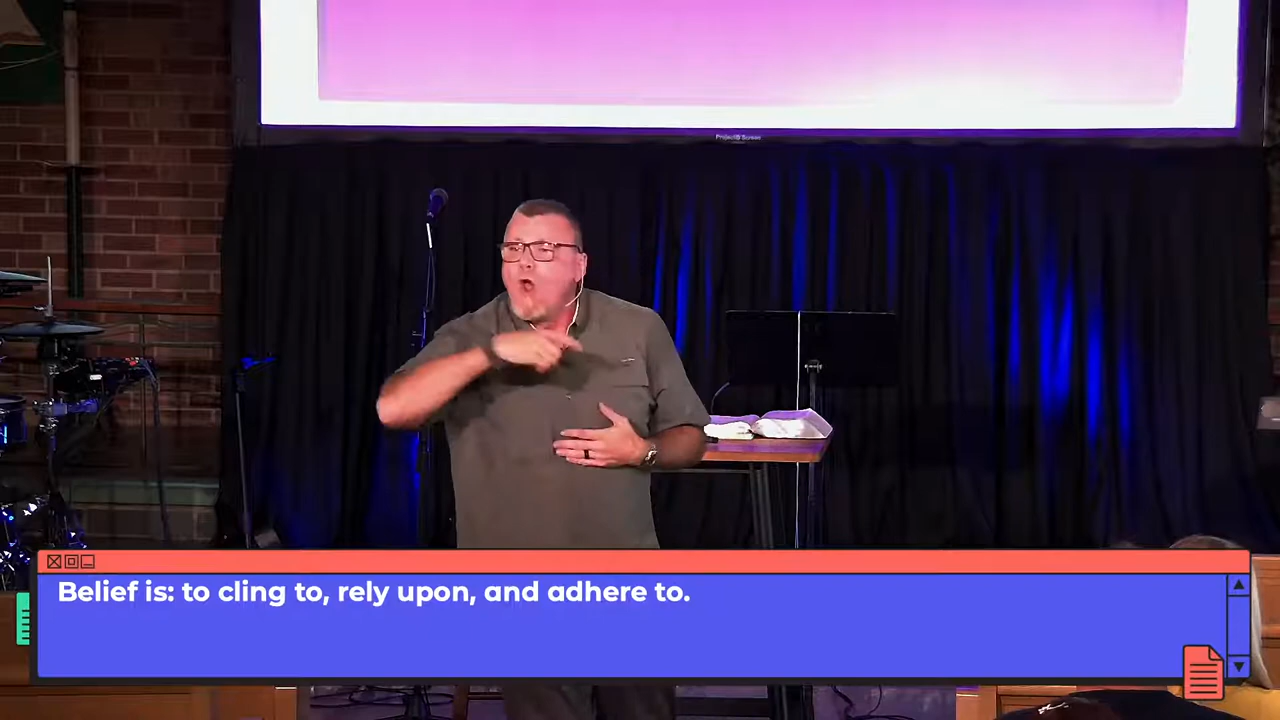 Belief is: to cling to, rely upon, and adhere to.